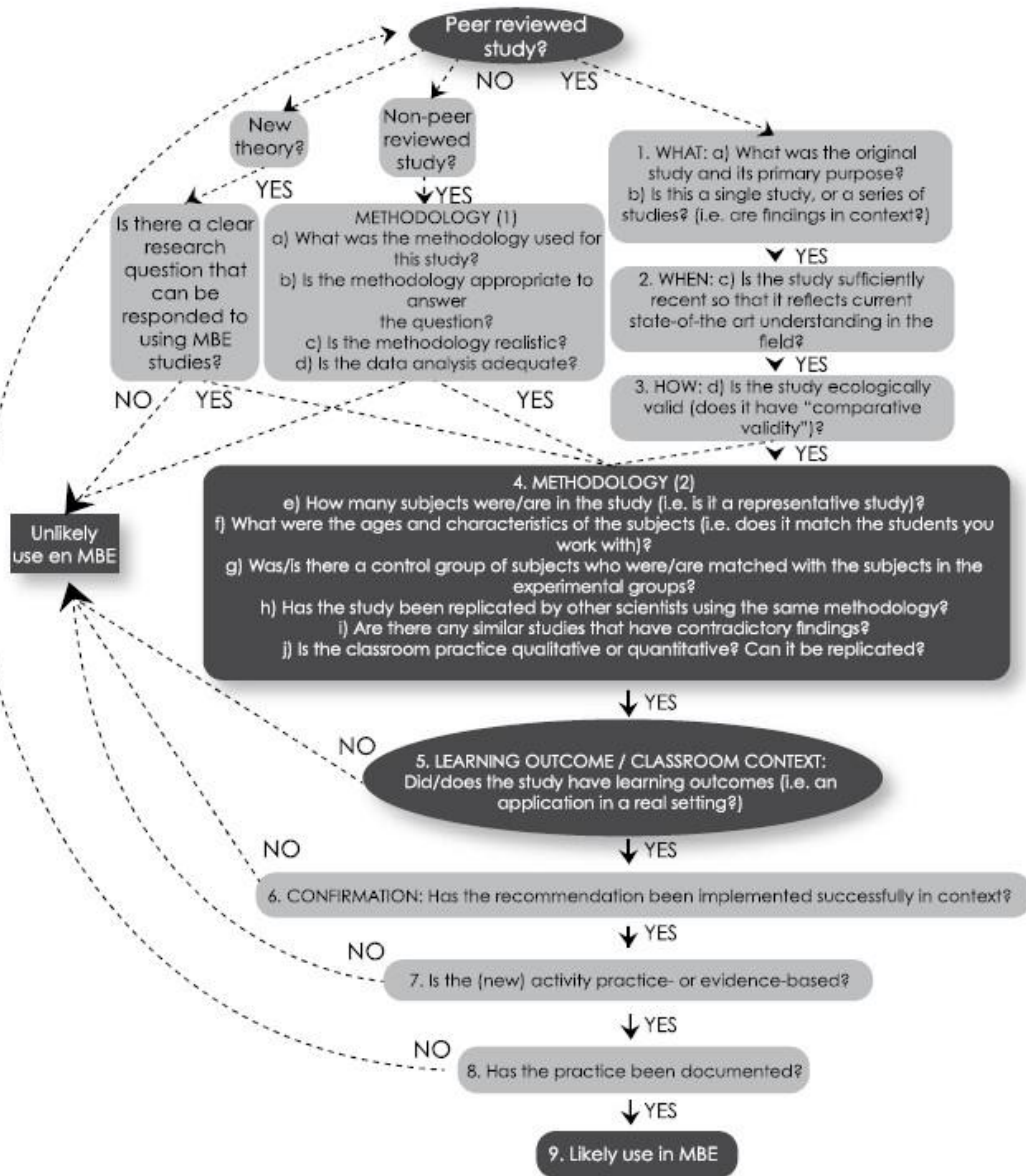 Peer reviewed
study?
NO
YES
New
theory?
Non-peer
reviewed
study?
1. WHAT: a) What was the original
study and its primary purpose?
b) Is this a single study, or a series of
studies? (i.e. are findings in context?)
YES
YES
YES
Is there a clear
research
question that
can be
responded to
using MBE
studies?
METHODOLOGY (1)
a) What was the methodology used for
this study?
b) Is the methodology appropriate to
answer
the question?
c) Is the methodology realistic?
d) Is the data analysis adequate?
2. WHEN: c) Is the study sufficiently
recent so that it reflects current
state-of-the art understanding in the
field?
YES
NO
YES
YES
3. HOW: d) Is the study ecologically
valid (does it have “comparative
validity”)?
YES
Unlikely
use en MBE
4. METHODOLOGY (2)
e) How many subjects were/are in the study (i.e. is it a representative study)?
f) What were the ages and characteristics of the subjects (i.e. does it match the students you
work with)?
g) Was/is there a control group of subjects who were/are matched with the subjects in the
experimental groups?
h) Has the study been replicated by other scientists using the same methodology?
i) Are there any similar studies that have contradictory findings?
j) Is the classroom practice qualitative or quantitative? Can it be replicated?
YES
NO
5. LEARNING OUTCOME / CLASSROOM CONTEXT:
Did/does the study have learning outcomes (i.e. an
application in a real setting?)
YES
NO
6. CONFIRMATION: Has the recommendation been implemented successfully in context?
YES
NO
7. Is the (new) activity practice- or evidence-based?
YES
NO
8. Has the practice been documented?
YES
9. Likely use in MBE